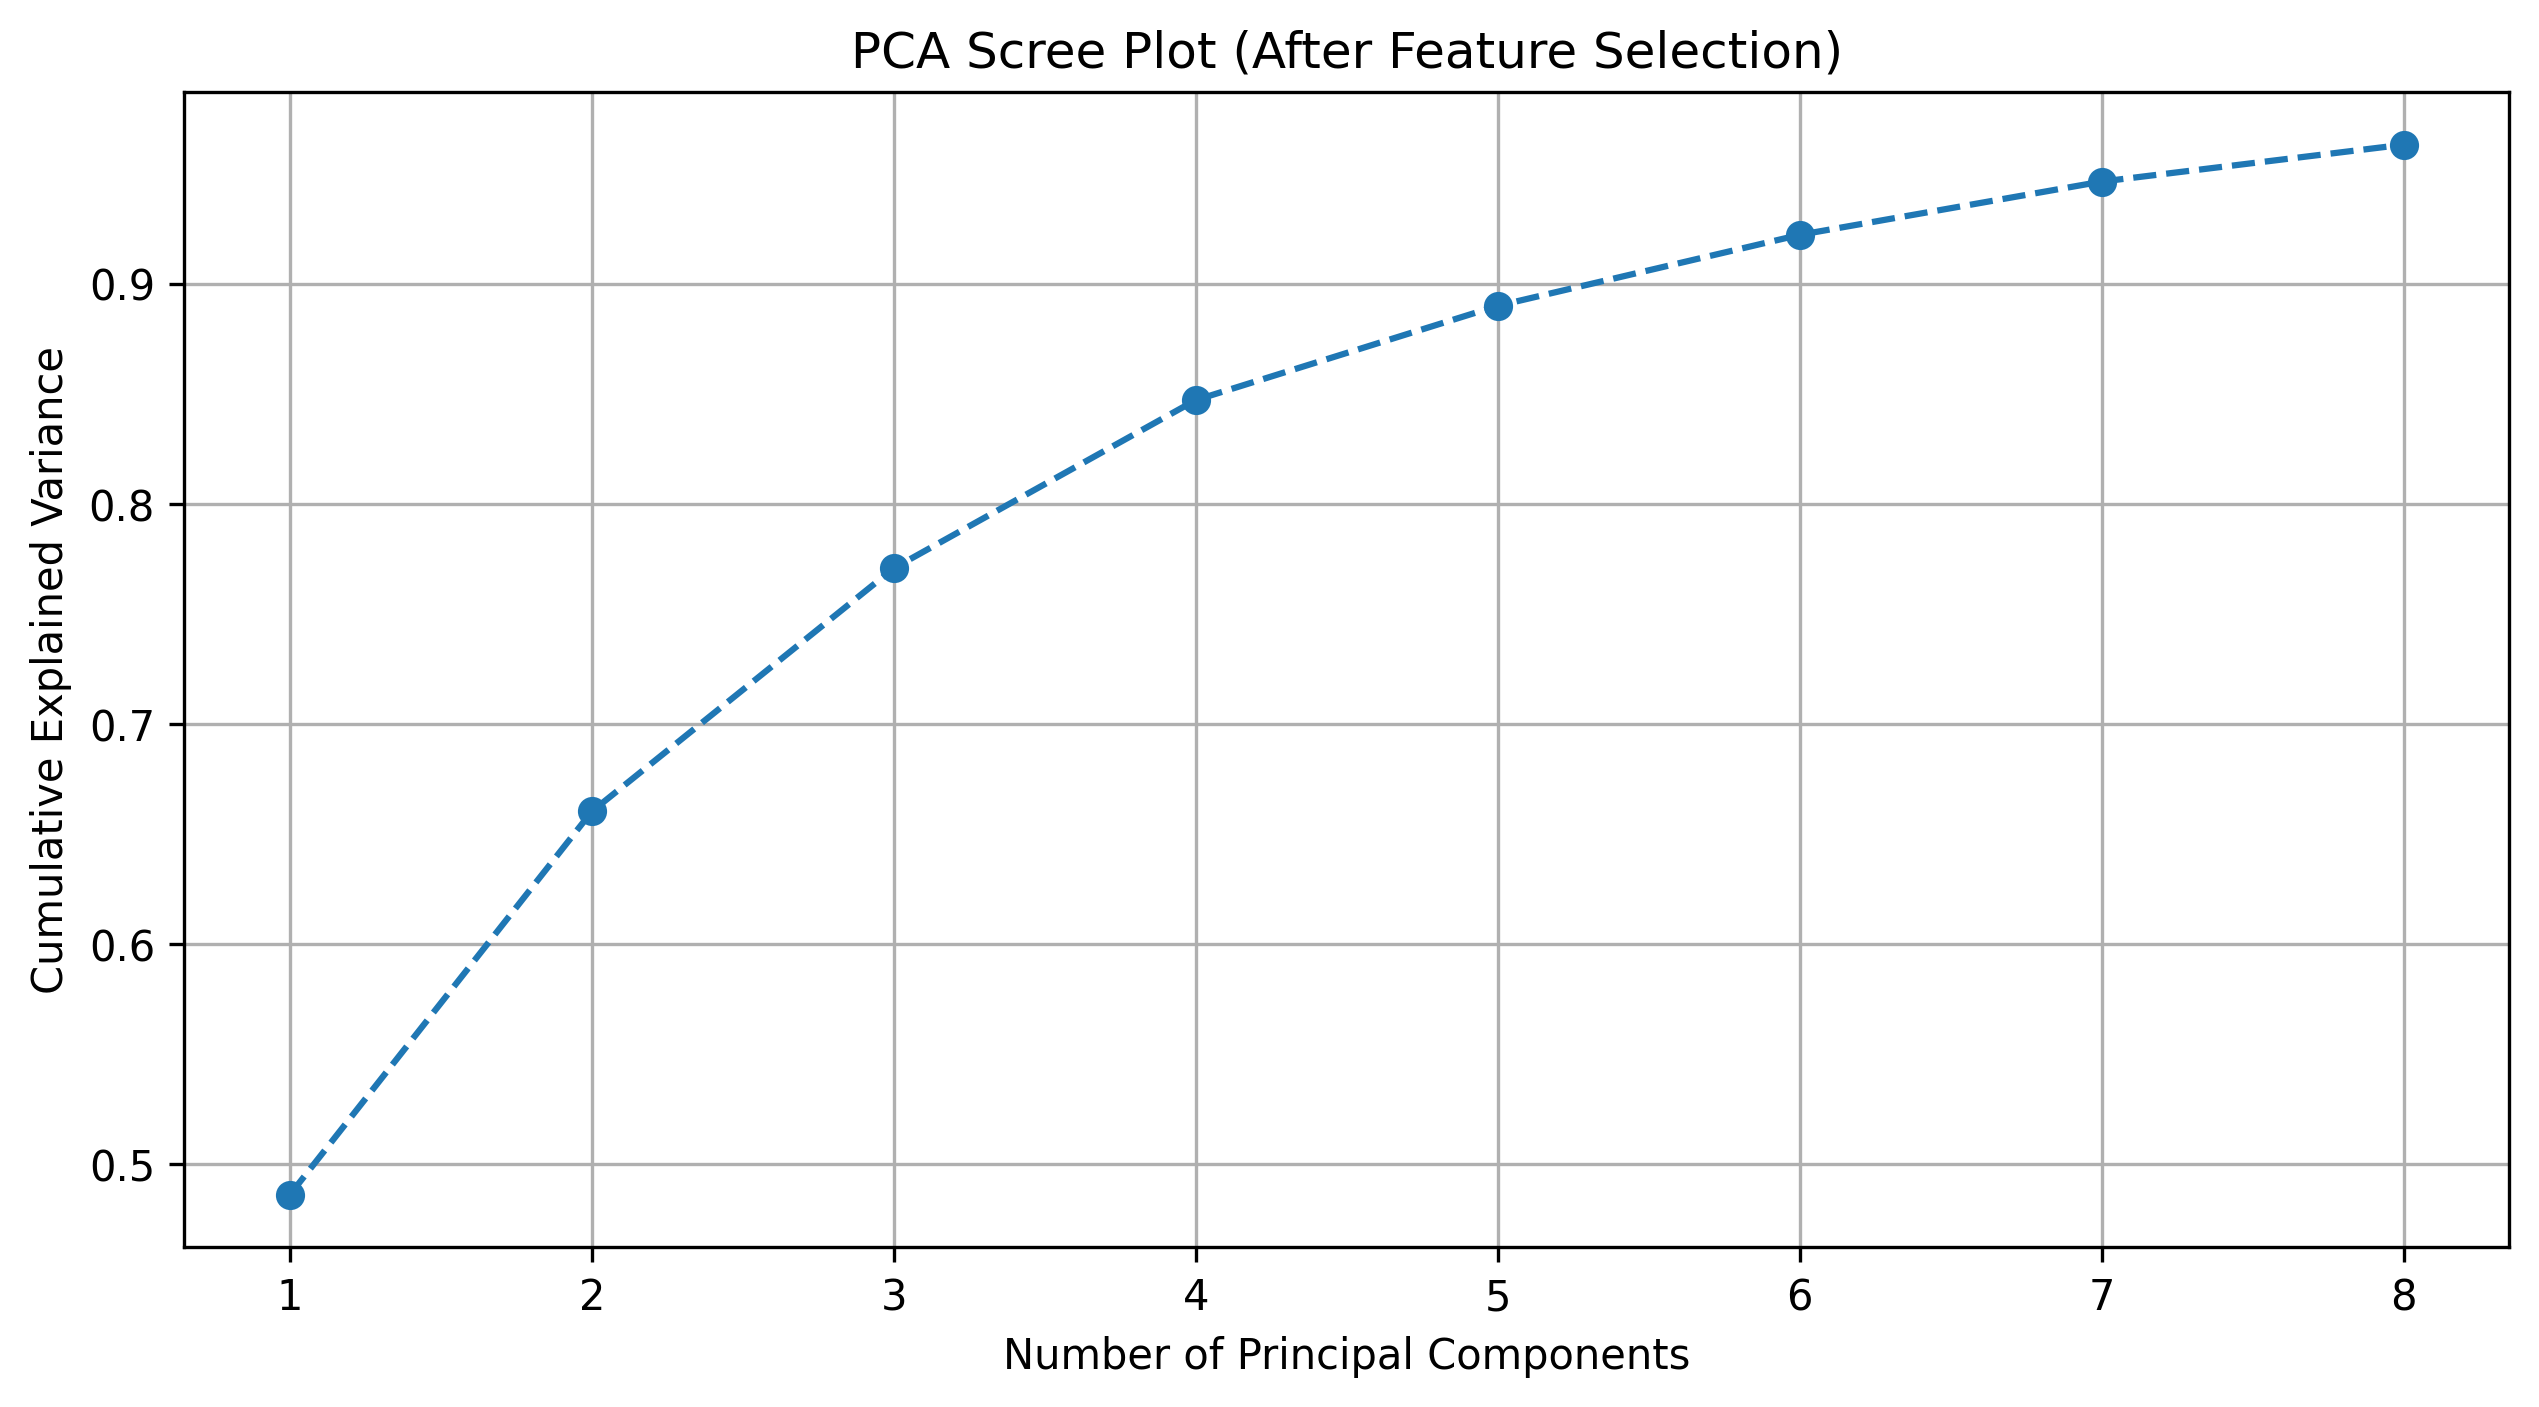 PCA Scree Plot (After Feature Selection)
Cumulative Explained Variance
0.9
0.8
0.7
0.6
0.5
1 2 3 4 5 6 7 8
Number of Principal Components